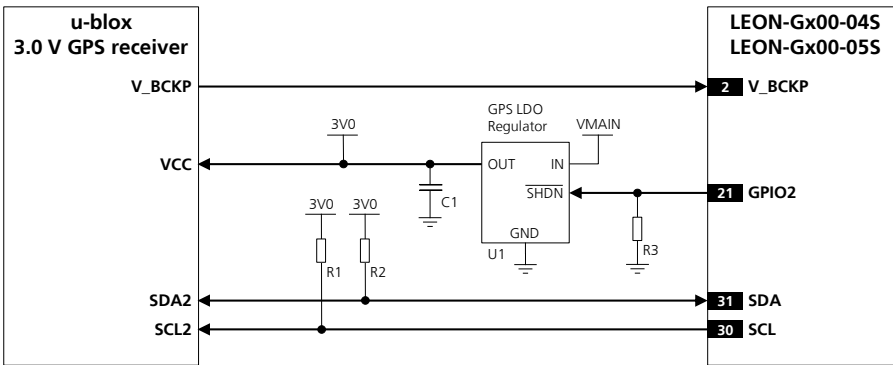 u-blox
3.0 V GPS receiver
LEON-Gx00-04S
LEON-Gx00-05S
V_BCKP
2 V_BCKP
GPS LDO
Regulator
3V0
VMAIN
VCC
OUT
IN
C1
SHDN
21 GPIO2
3V0
3V0
GND
R3
U1
R1
R2
SDA2
31 SDA
SCL2
30 SCL